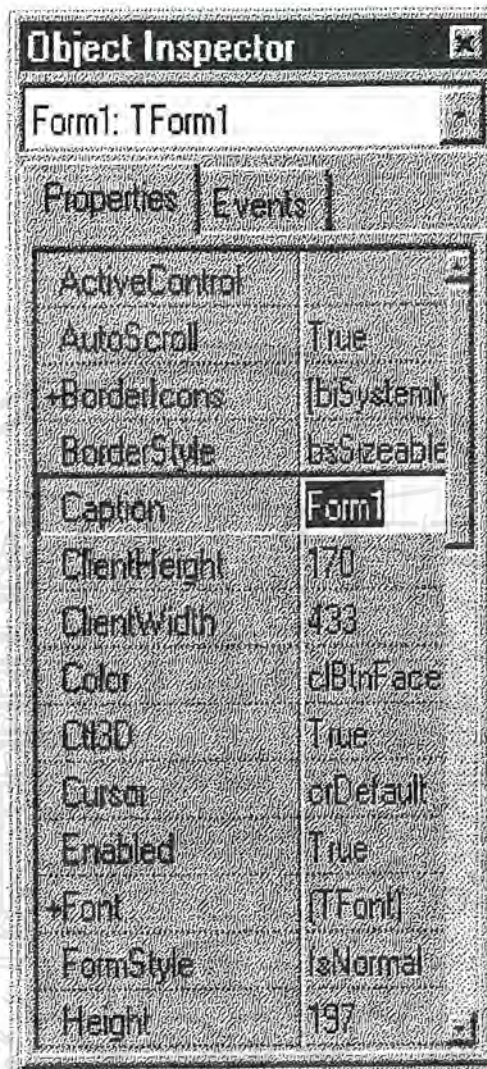 Object Inspector
Form1: TForm1
Properties Events
ActiveControl
AutoScroll True
+BorderIcons [biSystemM
BorderStyle bsSizeable
Caption Form1
ClientHeight 170
ClientWidth 433
Color clBtnFace
Ctl3D True
Cursor crDefault
Enabled True
+Font (TFont)
FormStyle fsNormal
Height 197